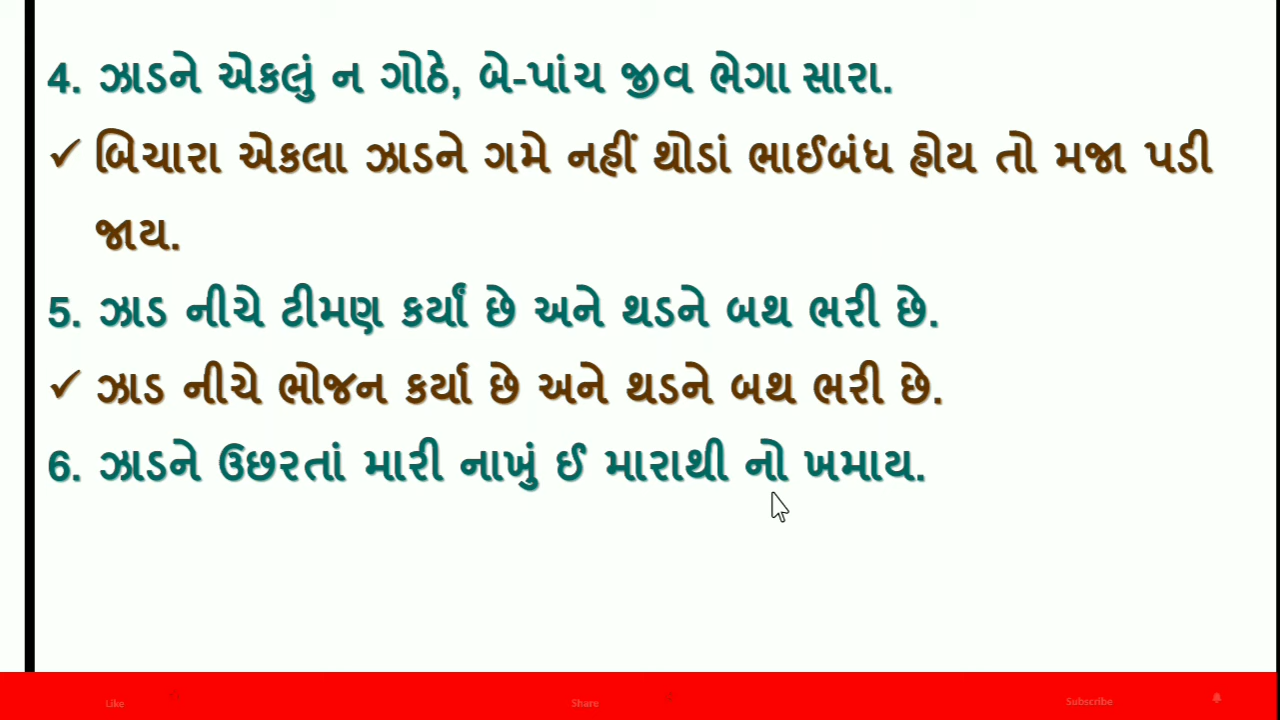 4. ઝાડને એકલું ન ગોઠે, બે-પાંચ જીવ ભેગા સારા.
✓ બિચારા એકલા ઝાડને ગમે નહીં થોડાં ભાઈબંધ હોય તો મજા પડી
જાય.
5. ઝાડ નીચે ટીમણ કર્યાં છે અને થડને બથ ભરી છે.
✓ ઝાડ નીચે ભોજન કર્યા છે અને થડને બથ ભરી છે.
6. ઝાડને ઉછરતાં મારી નાખું ઈ મારાથી નો ખમાય.
Like Share Subscribe